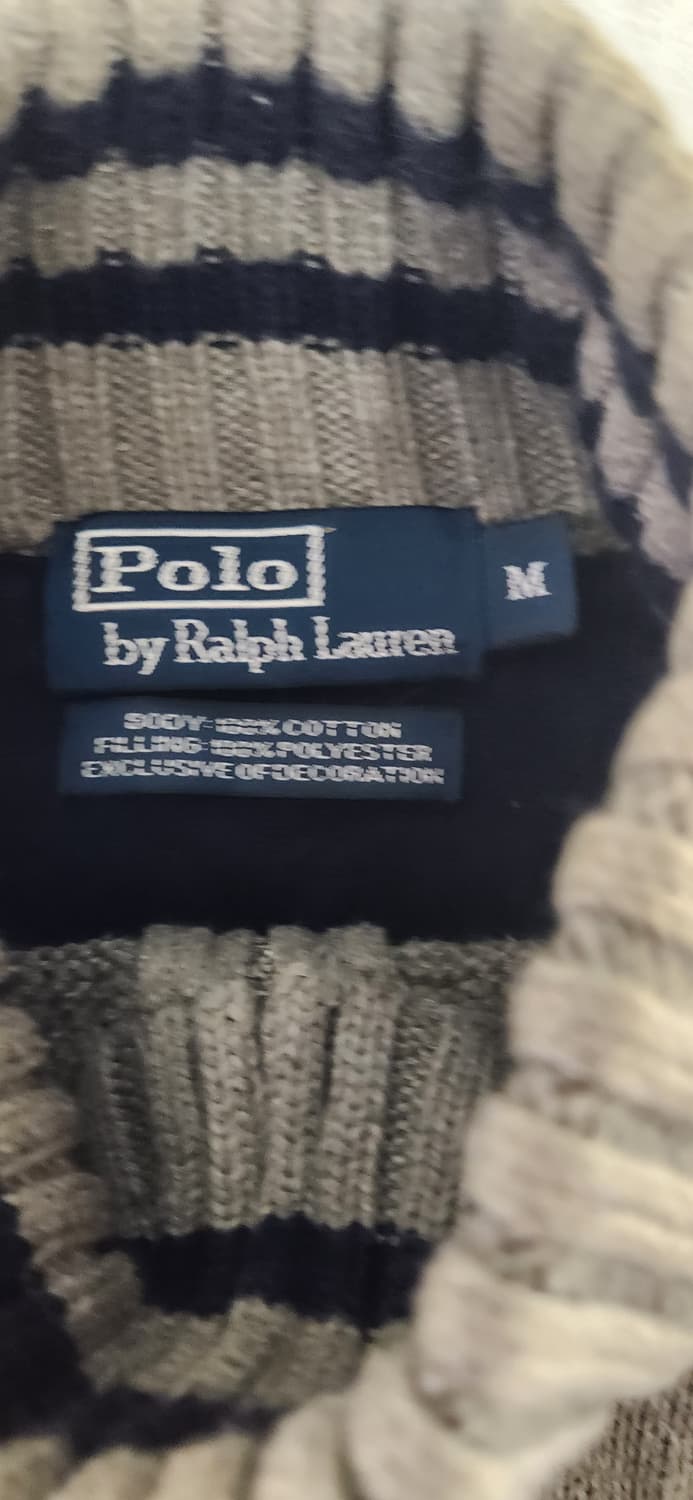 Polo
by Ralph Lauren
M
BODY: 100% COTTON
FILLING: 100% POLYESTER
EXCLUSIVE OF DECORATION